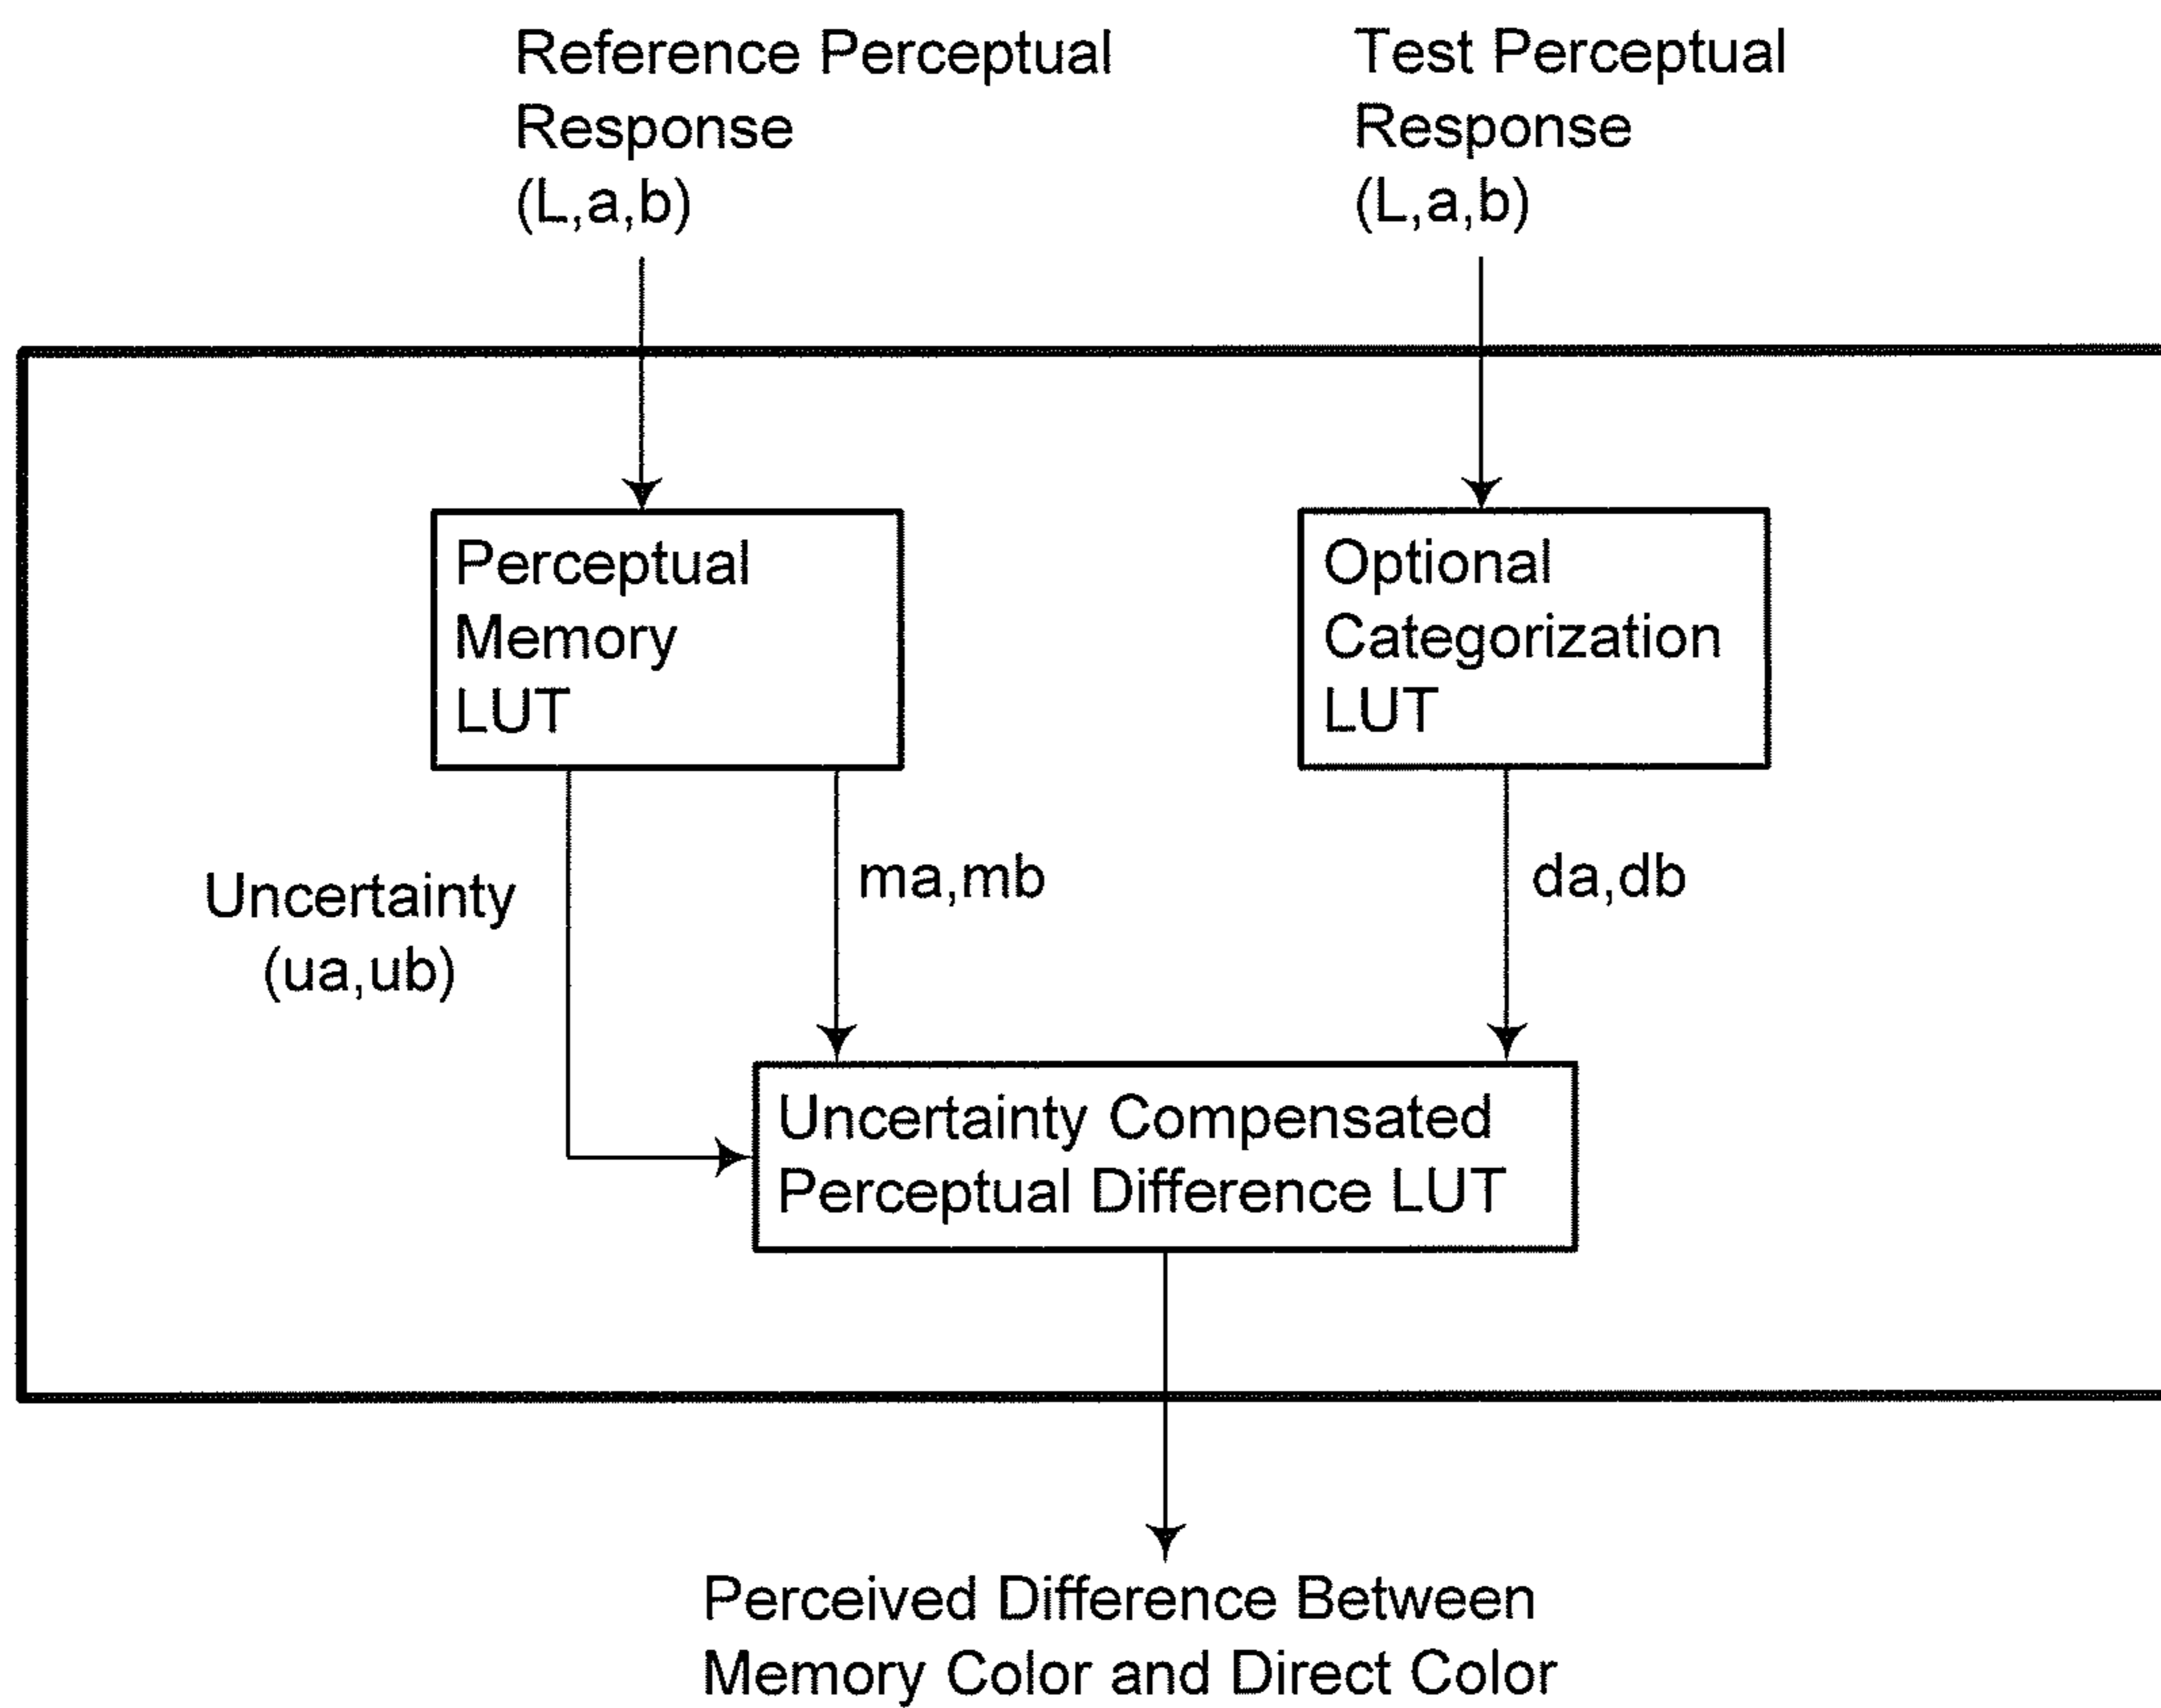 Reference Perceptual
Response
(L,a,b)
Test Perceptual
Response
(L,a,b)
Perceptual
Memory
LUT
Optional
Categorization
LUT
Uncertainty
(ua,ub)
ma,mb
da,db
Uncertainty Compensated
Perceptual Difference LUT
Perceived Difference Between
Memory Color and Direct Color